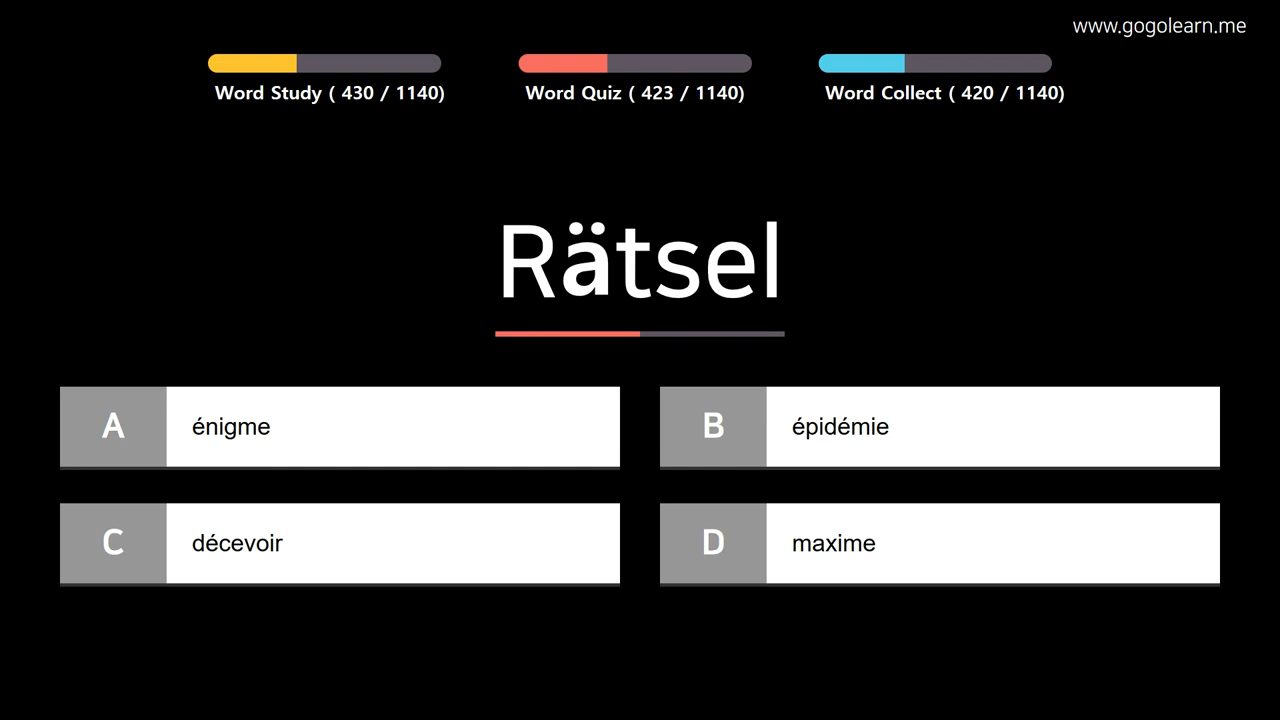 www.gogolearn.me
Word Study ( 430 / 1140)
Word Quiz ( 423 / 1140)
Word Collect ( 420 / 1140)
Rätsel
A énigme
B épidémie
C décevoir
D maxime